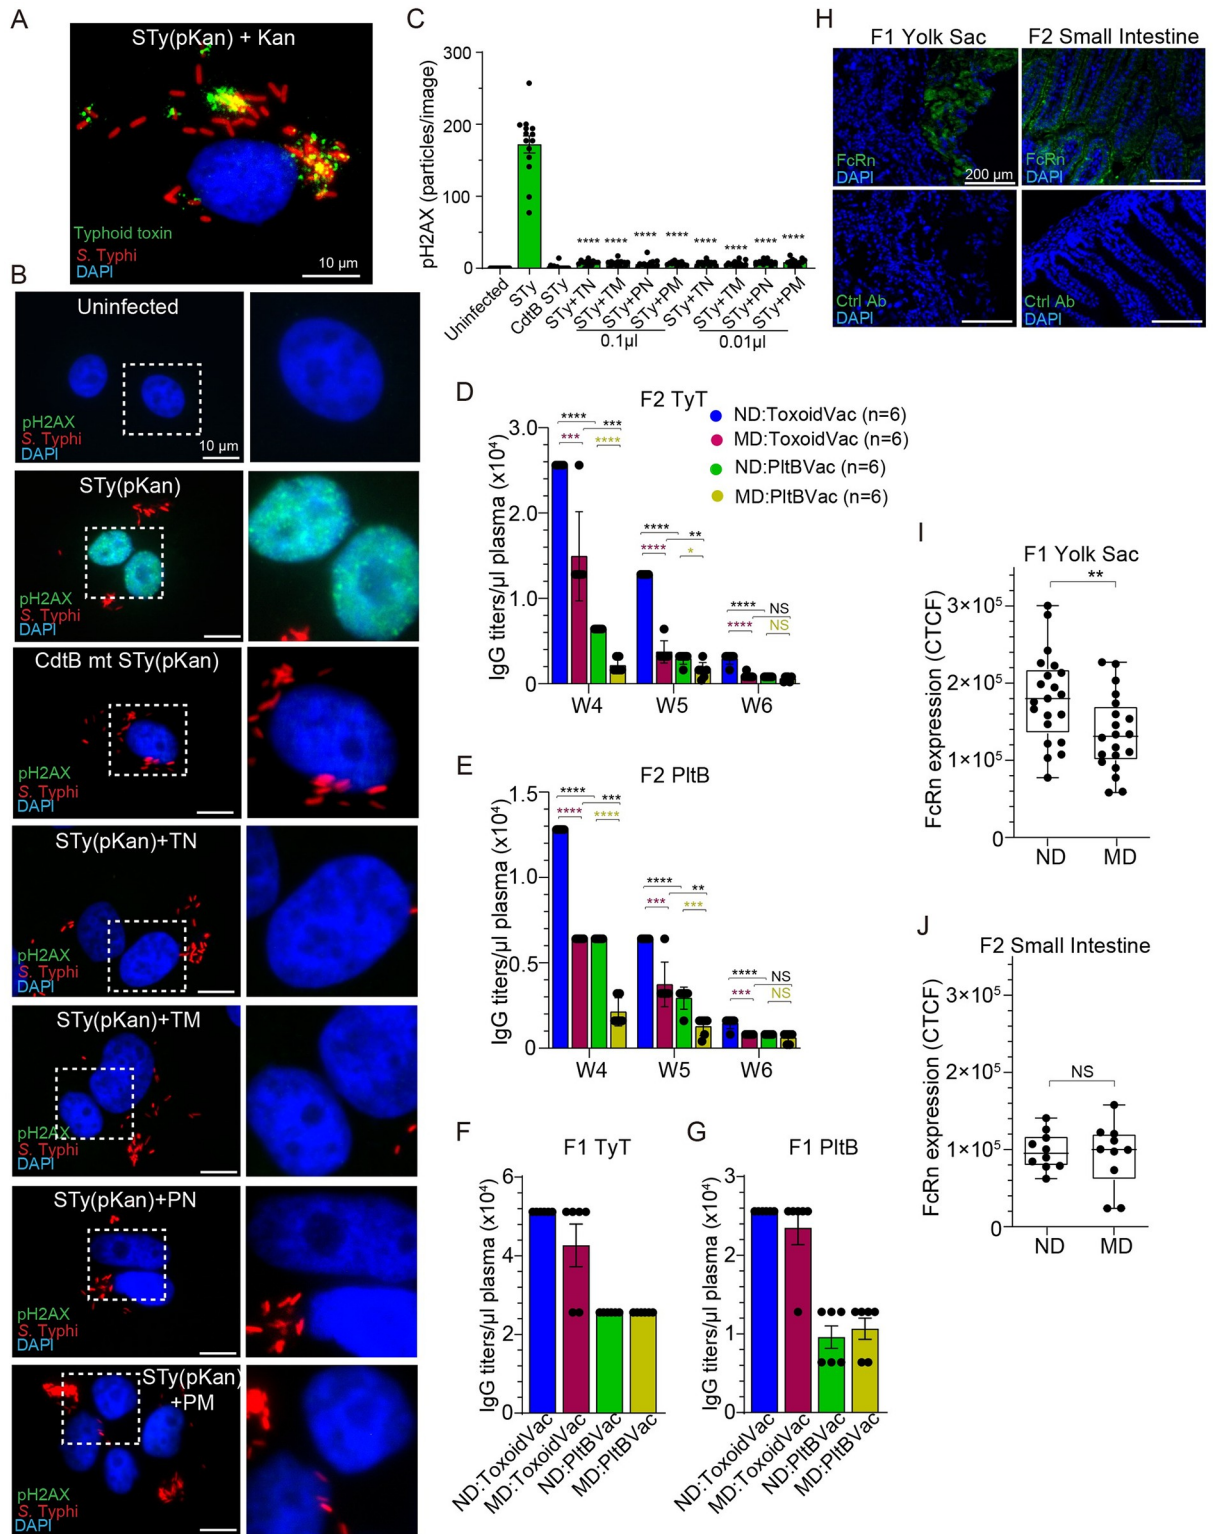 A
STy(pKan) + Kan
Typhoid toxin
S. Typhi
DAPI
10 µm
B
Uninfected
pH2AX
S. Typhi
DAPI
10 µm
STy(pKan)
pH2AX
S. Typhi
DAPI
CdtB mt STy(pKan)
pH2AX
S. Typhi
DAPI
STy(pKan)+TN
pH2AX
S. Typhi
DAPI
STy(pKan)+TM
pH2AX
S. Typhi
DAPI
STy(pKan)+PN
pH2AX
S. Typhi
DAPI
STy(pKan)
+PM
pH2AX
S. Typhi
DAPI
C
pH2AX (particles/image)
300
200
100
0
**** **** **** **** **** **** **** ****
Uninfected
STy
CdtB STy
STy+TN
STy+TM
STy+PN
STy+PM
STy+TN
STy+TM
STy+PN
STy+PM
0.1µl
0.01µl
D
F2 TyT
IgG titers/µl plasma (x10⁴)
3.0
2.0
1.0
0
ND:ToxoidVac (n=6)
MD:ToxoidVac (n=6)
ND:PltBVac (n=6)
MD:PltBVac (n=6)
**** ***
*** ****
**** **
**** *
**** NS
**** NS
W4 W5 W6
E
F2 PltB
IgG titers/µl plasma (x10⁴)
1.5
1.0
0.5
0
**** ***
**** ****
**** **
*** ***
**** NS
*** NS
W4 W5 W6
F
F1 TyT
IgG titers/µl plasma (x10⁴)
6
4
2
0
ND:ToxoidVac
MD:ToxoidVac
ND:PltBVac
MD:PltBVac
G
F1 PltB
IgG titers/µl plasma (x10⁴)
3
2
1
0
ND:ToxoidVac
MD:ToxoidVac
ND:PltBVac
MD:PltBVac
H
F1 Yolk Sac
F2 Small Intestine
FcRn
DAPI
200 µm
FcRn
DAPI
Ctrl Ab
DAPI
Ctrl Ab
DAPI
I
F1 Yolk Sac
FcRn expression (CTCF)
3×10⁵
2×10⁵
1×10⁵
0
**
ND MD
J
F2 Small Intestine
FcRn expression (CTCF)
3×10⁵
2×10⁵
1×10⁵
0
NS
ND MD